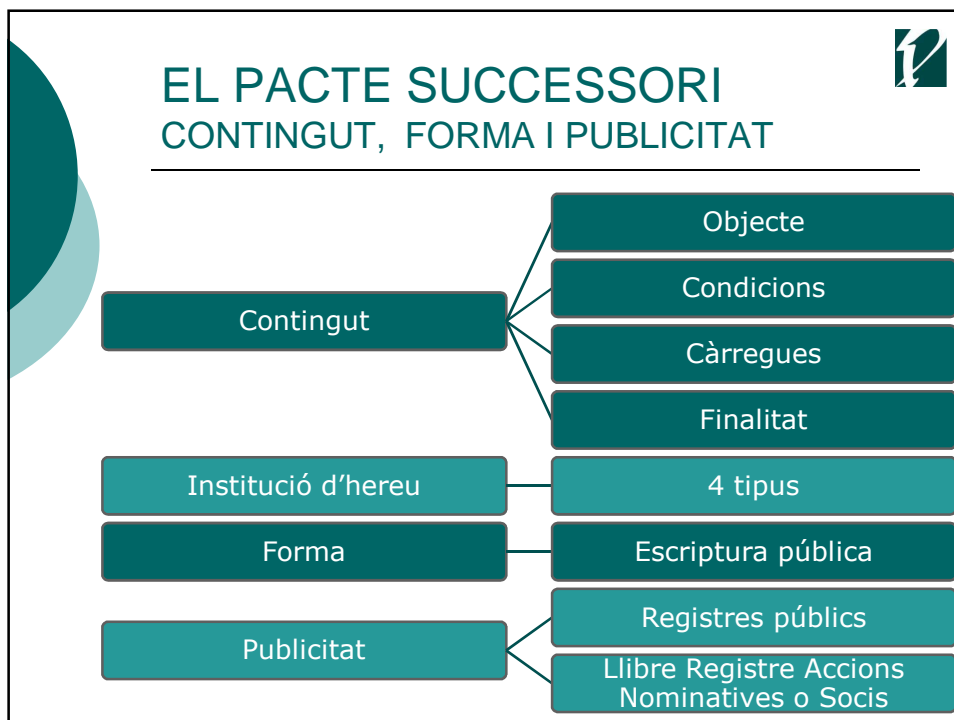 EL PACTE SUCCESSORI
CONTINGUT, FORMA I PUBLICITAT
Contingut
Objecte
Condicions
Càrregues
Finalitat
Institució d’hereu
4 tipus
Forma
Escriptura pública
Publicitat
Registres públics
Llibre Registre Accions
Nominatives o Socis